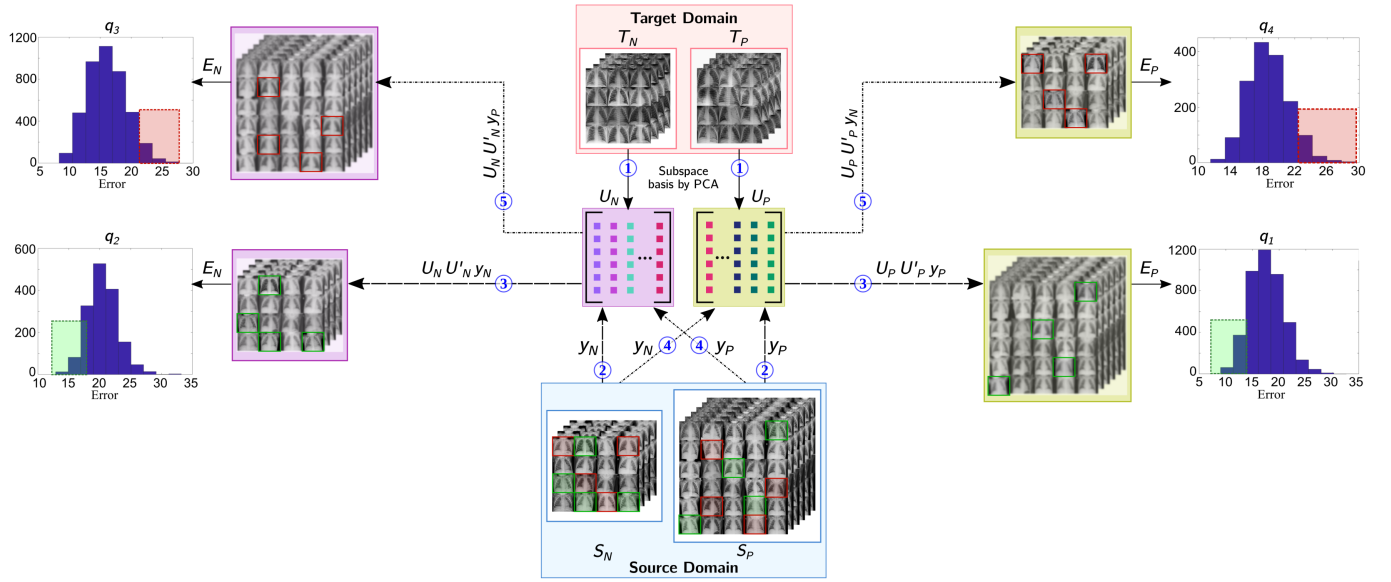 Target Domain
T_N
T_P
q_3
1200
800
400
0
5
10
15
20
25
30
Error
E_N
q_4
400
200
0
12
14
18
22
26
30
Error
E_P
1
Subspace
basis by PCA
1
U_N
U_P
U_N U'_N y_P
5
U_P U'_P y_N
5
...
...
q_2
600
400
200
0
10
15
20
25
30
35
Error
E_N
U_N U'_N y_N
3
U_P U'_P y_P
3
E_P
q_1
1200
800
400
0
5
10
15
20
25
30
35
Error
y_N
y_N
4
4
y_P
y_P
2
2
S_N
S_P
Source Domain